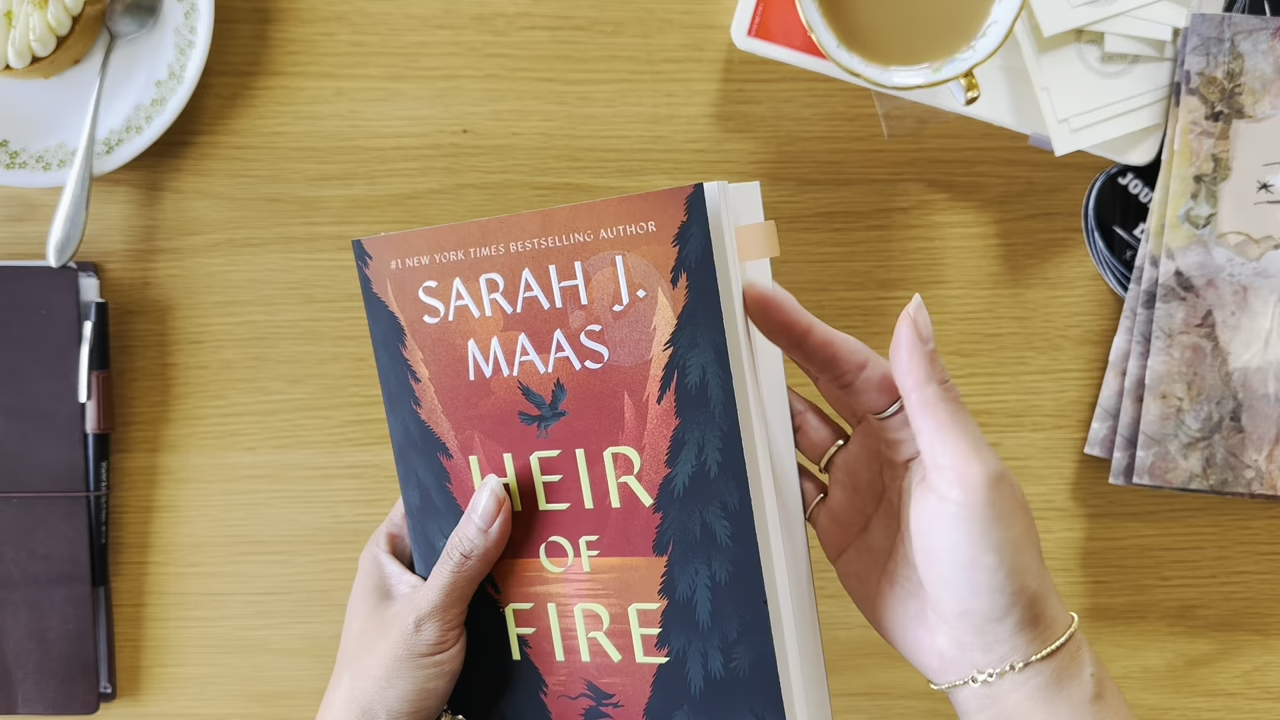 #1 NEW YORK TIMES BESTSELLING AUTHOR
SARAH J.
MAAS
HEIR
OF
FIRE